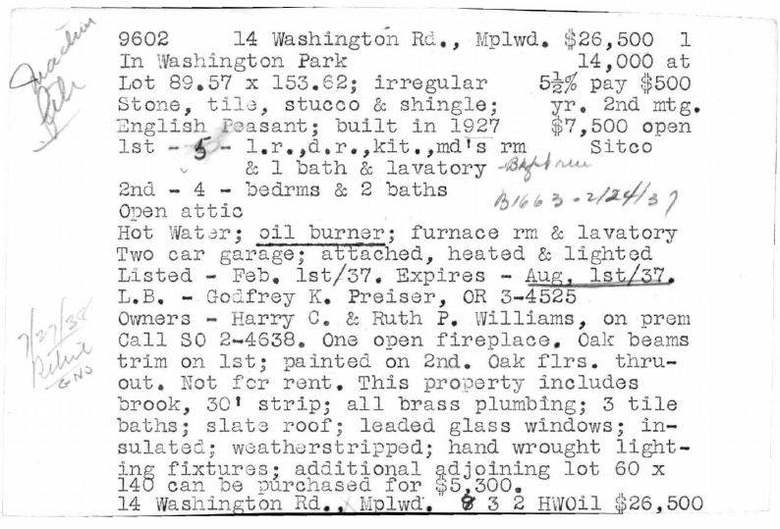 9602 14 Washington Rd., Mplwd. $26,500 1
In Washington Park 14,000 at
Lot 89.57 x 153.62; irregular 5½% pay $500
Stone, tile, stucco & shingle; yr. 2nd mtg.
English Peasant; built in 1927 $7,500 open
1st - 5 - l.r.,d.r.,kit.,md's rm Sitco
& 1 bath & lavatory
2nd - 4 - bedrms & 2 baths
B1663-2/24/37
Open attic
Hot Water; oil burner; furnace rm & lavatory
Two car garage; attached, heated & lighted
Listed - Feb. 1st/37. Expires - Aug. 1st/37.
L.B. - Godfrey K. Preiser, OR 3-4525
Owners - Harry C. & Ruth P. Williams, on prem
Call SO 2-4638. One open fireplace. Oak beams
trim on 1st; painted on 2nd. Oak flrs. thru-
out. Not for rent. This property includes
brook, 30' strip; all brass plumbing; 3 tile
baths; slate roof; leaded glass windows; in-
sulated; weatherstripped; hand wrought light-
ing fixtures; additional adjoining lot 60 x
140 can be purchased for $5,300.
14 Washington Rd., Mplwd. 8 3 2 HWOil $26,500
7/27/38